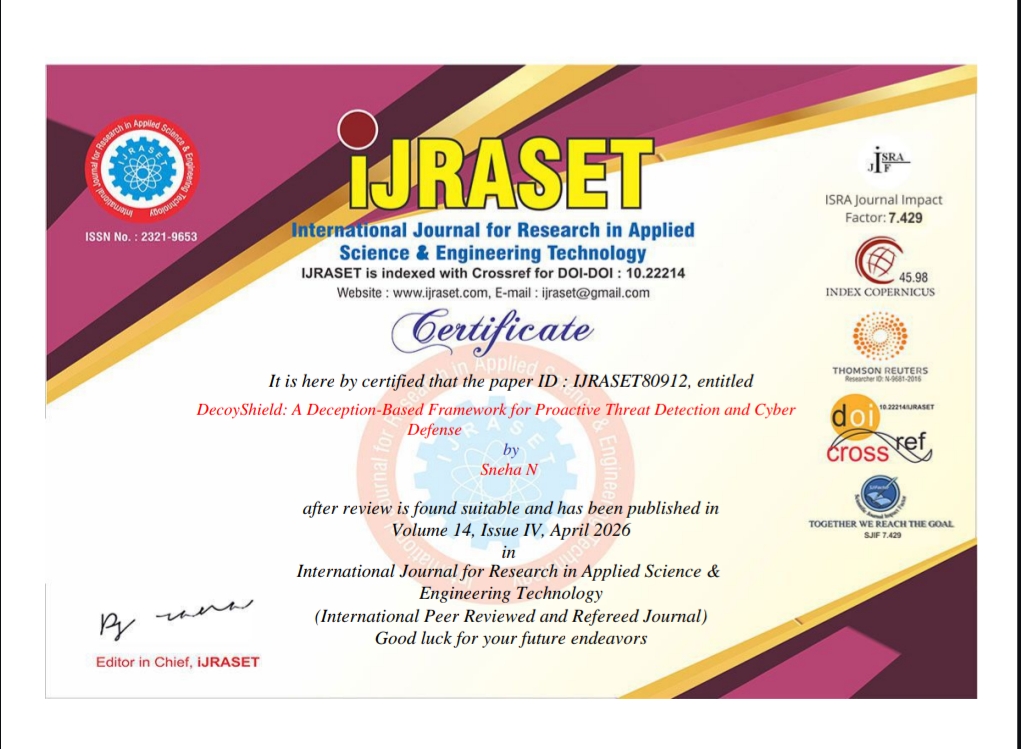 International Journal for Research in Applied Science & Engineering Technology
IJRASET
ISSN No. : 2321-9653
iJRASET
International Journal for Research in Applied
Science & Engineering Technology
IJRASET is indexed with Crossref for DOI-DOI : 10.22214
Website : www.ijraset.com, E-mail : ijraset@gmail.com
Certificate
It is here by certified that the paper ID : IJRASET80912, entitled
DecoyShield: A Deception-Based Framework for Proactive Threat Detection and Cyber
Defense
by
Sneha N
after review is found suitable and has been published in
Volume 14, Issue IV, April 2026
in
International Journal for Research in Applied Science &
Engineering Technology
(International Peer Reviewed and Refereed Journal)
Good luck for your future endeavors
Editor in Chief, iJRASET
ISRA
JIF
ISRA Journal Impact
Factor: 7.429
45.98
INDEX COPERNICUS
THOMSON REUTERS
Researcher ID: N-9681-2016
doi
10.22214/IJRASET
cross ref
TOGETHER WE REACH THE GOAL
SJIF 7.429